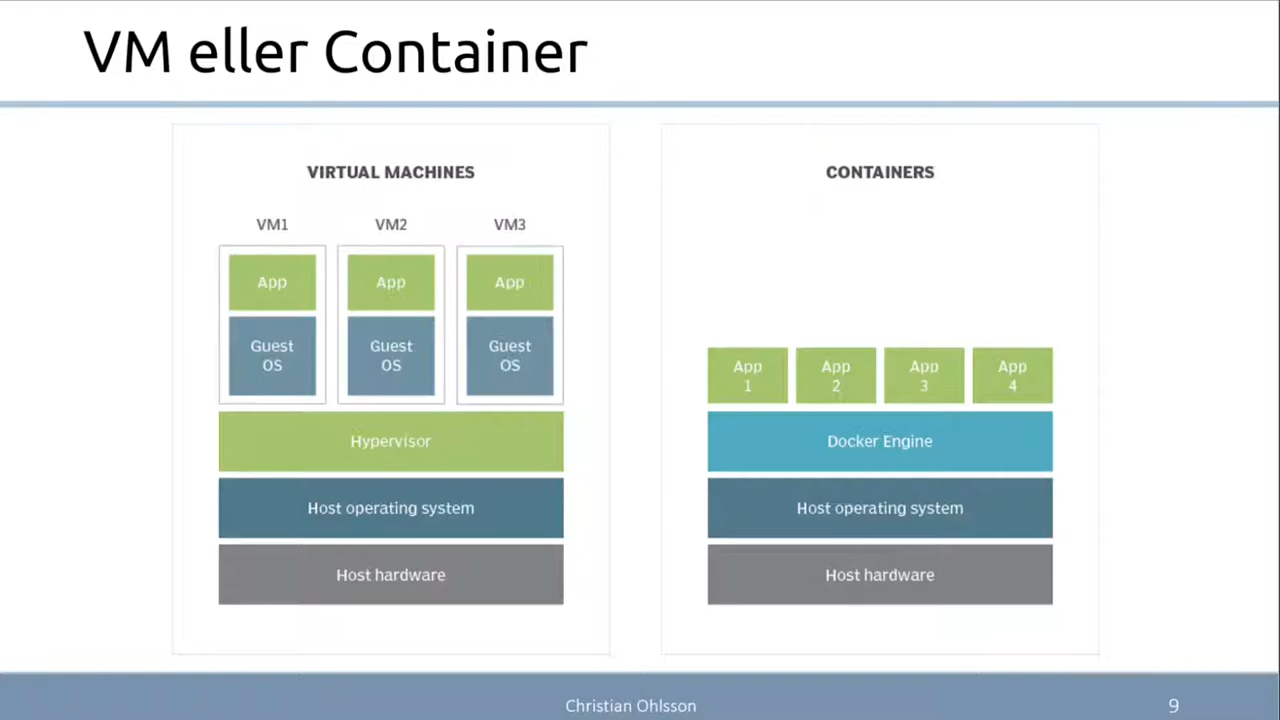 VM eller Container
VIRTUAL MACHINES
VM1
VM2
VM3
App
App
App
Guest
OS
Guest
OS
Guest
OS
Hypervisor
Host operating system
Host hardware
CONTAINERS
App
1
App
2
App
3
App
4
Docker Engine
Host operating system
Host hardware
Christian Ohlsson
9